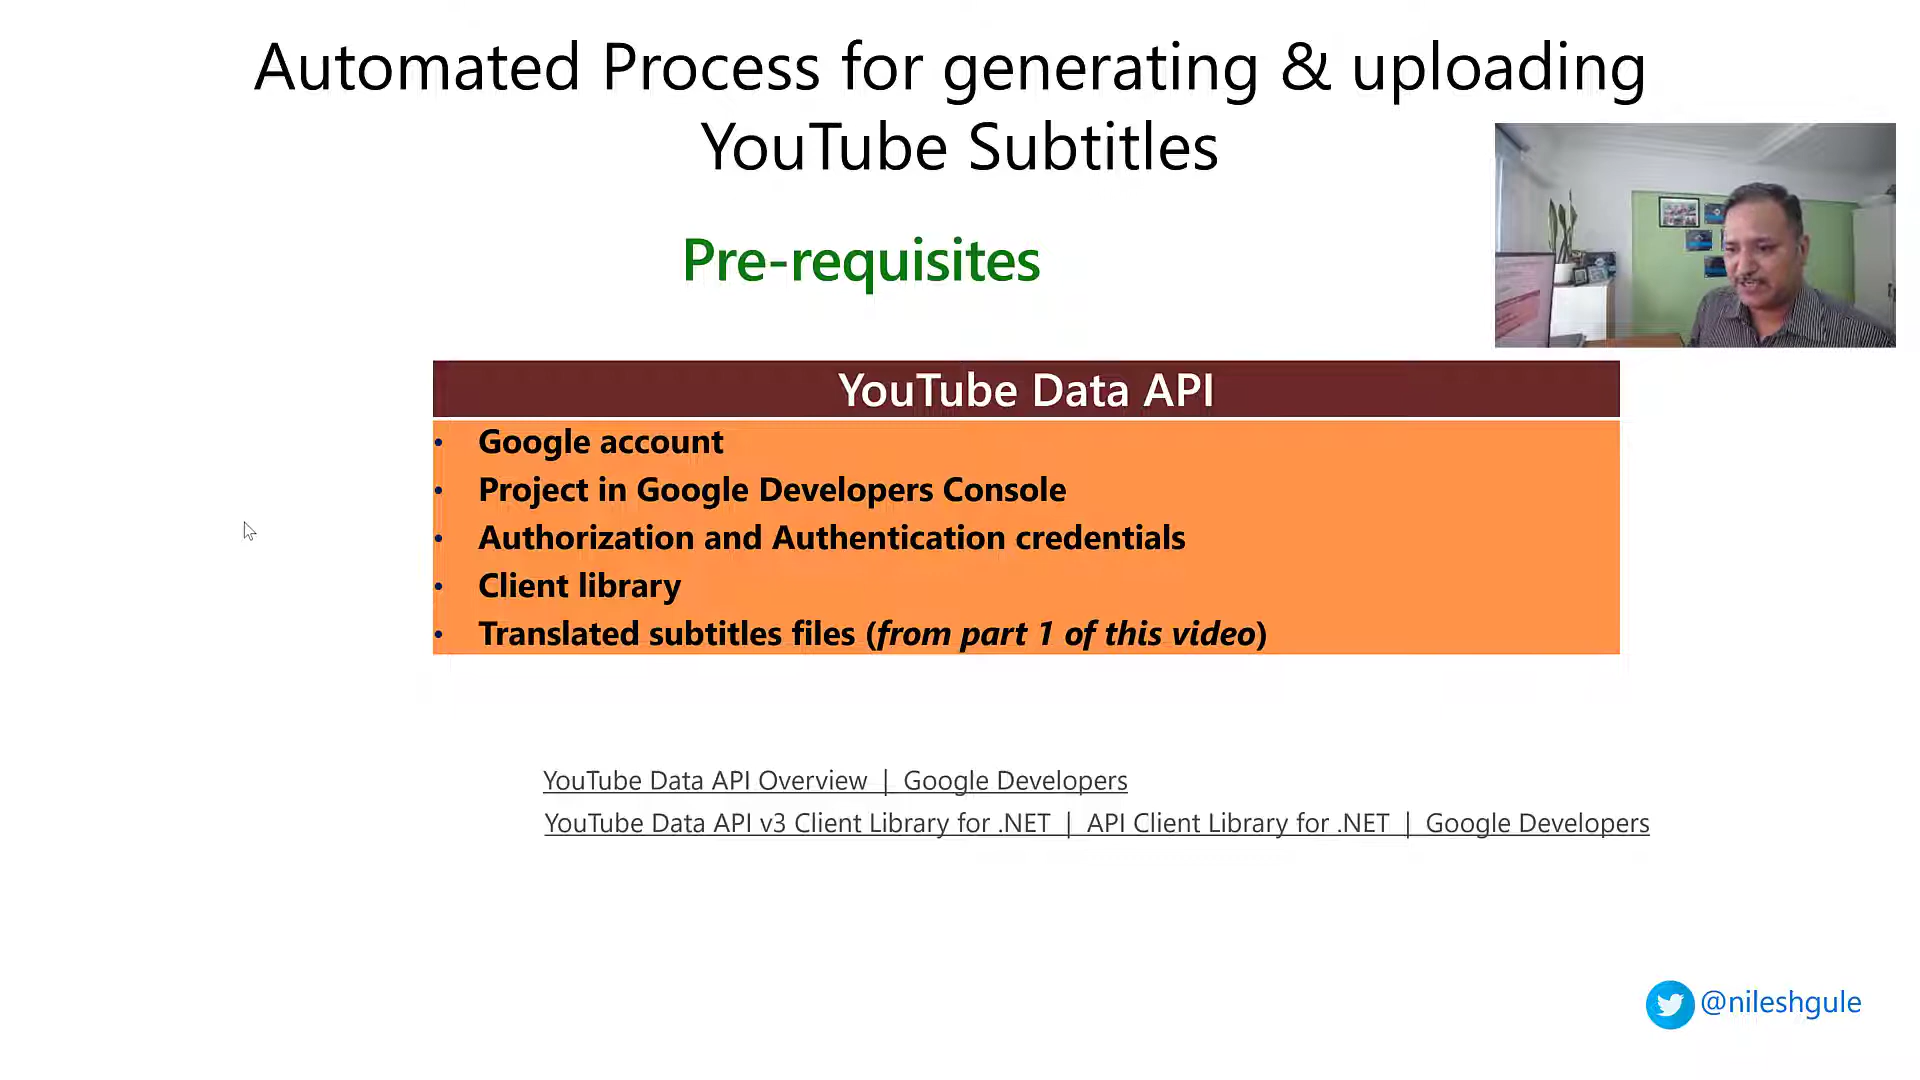 Automated Process for generating & uploading
YouTube Subtitles
Pre-requisites
YouTube Data API
• Google account
• Project in Google Developers Console
• Authorization and Authentication credentials
• Client library
• Translated subtitles files (from part 1 of this video)
YouTube Data API Overview | Google Developers
YouTube Data API v3 Client Library for .NET | API Client Library for .NET | Google Developers
@nileshgule